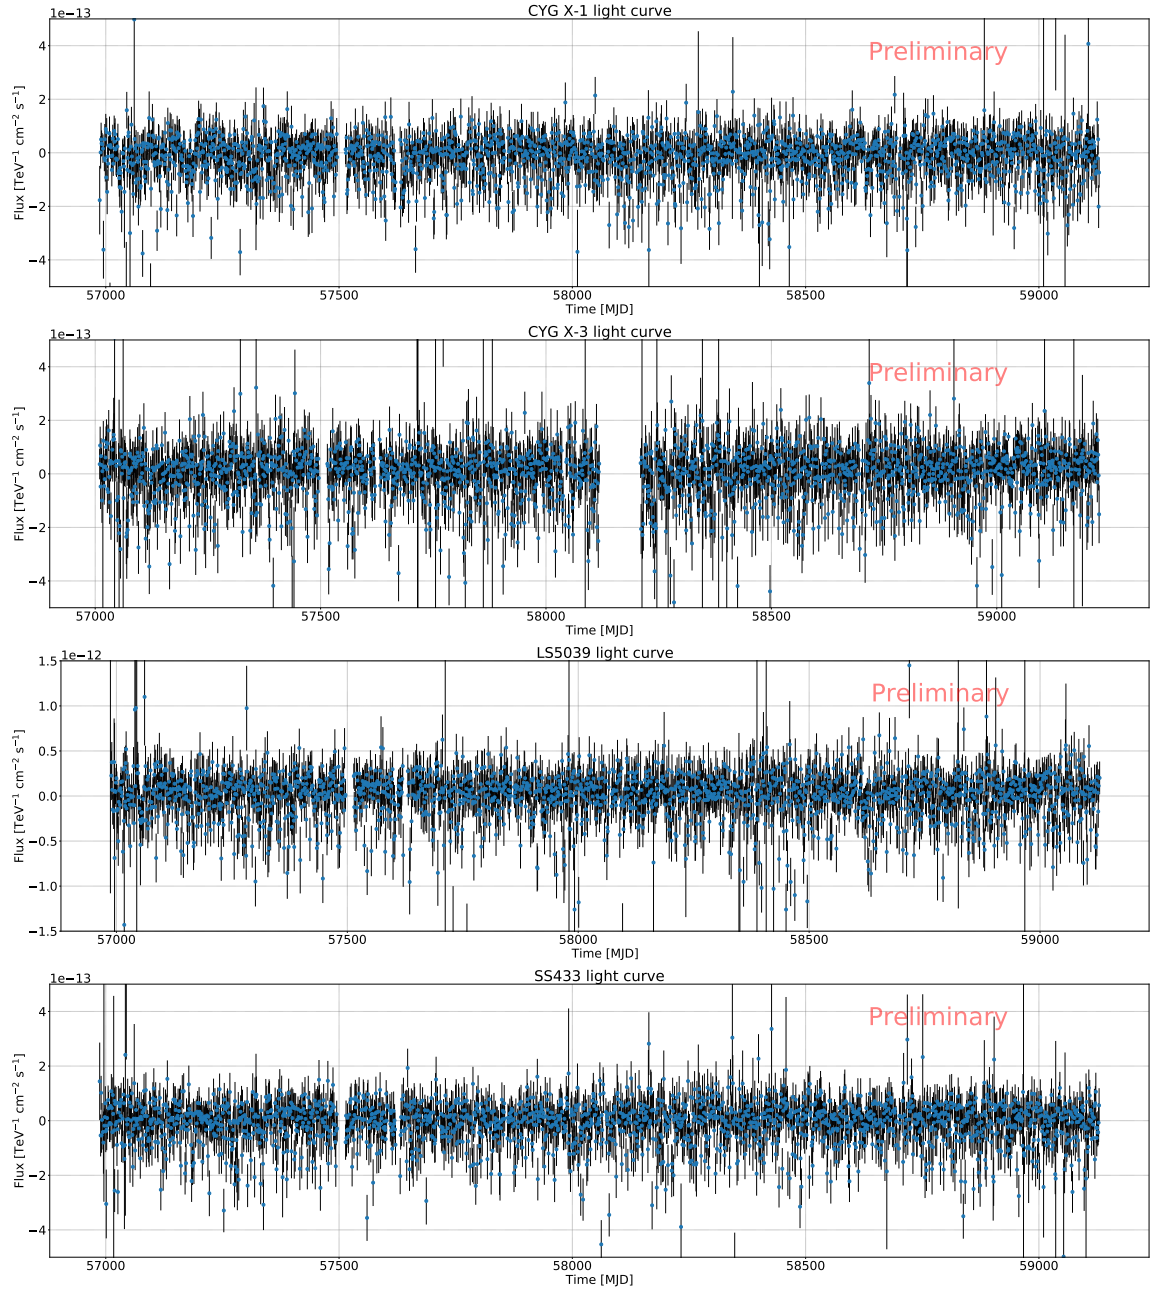 CYG X-1 light curve
1e−13
Preliminary
4
2
0
−2
−4
Flux [TeV⁻¹ cm⁻² s⁻¹]
57000 57500 58000 58500 59000
Time [MJD]
CYG X-3 light curve
1e−13
Preliminary
4
2
0
−2
−4
Flux [TeV⁻¹ cm⁻² s⁻¹]
57000 57500 58000 58500 59000
Time [MJD]
LS5039 light curve
1e−12
Preliminary
1.5
1.0
0.5
0.0
−0.5
−1.0
−1.5
Flux [TeV⁻¹ cm⁻² s⁻¹]
57000 57500 58000 58500 59000
Time [MJD]
SS433 light curve
1e−13
Preliminary
4
2
0
−2
−4
Flux [TeV⁻¹ cm⁻² s⁻¹]
57000 57500 58000 58500 59000
Time [MJD]